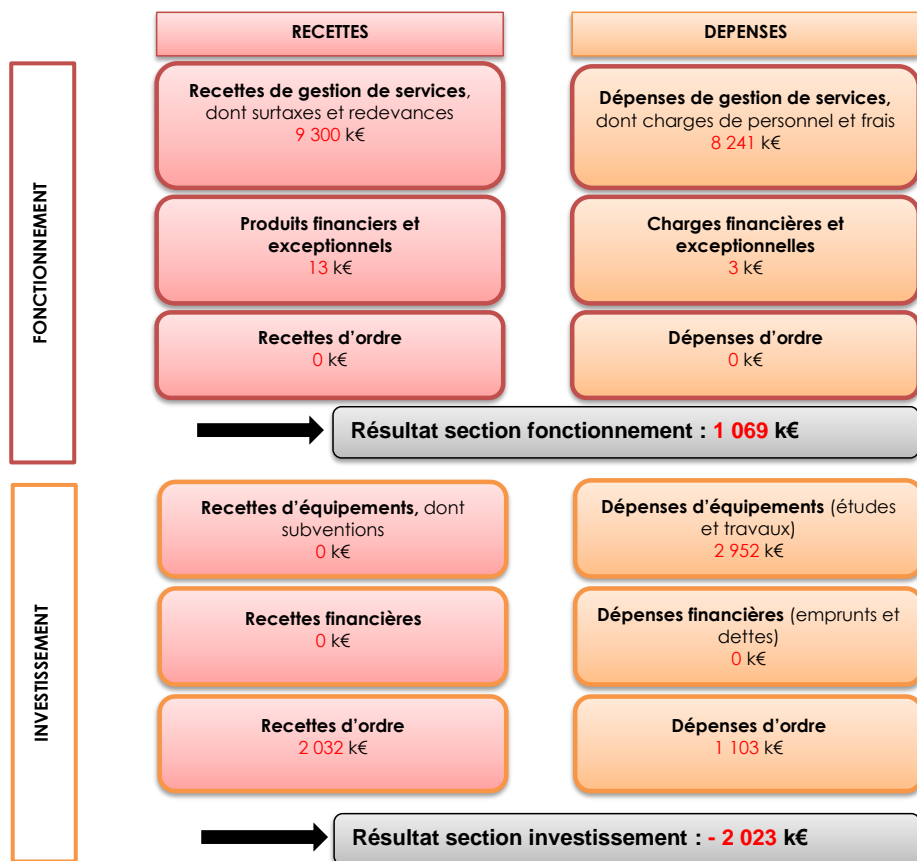 RECETTES
DEPENSES
FONCTIONNEMENT
Recettes de gestion de services,
dont surtaxes et redevances
9 300 k€
Dépenses de gestion de services,
dont charges de personnel et frais
8 241 k€
Produits financiers et
exceptionnels
13 k€
Charges financières et
exceptionnelles
3 k€
Recettes d’ordre
0 k€
Dépenses d’ordre
0 k€
Résultat section fonctionnement : 1 069 k€
INVESTISSEMENT
Recettes d’équipements, dont
subventions
0 k€
Dépenses d’équipements (études
et travaux)
2 952 k€
Recettes financières
0 k€
Dépenses financières (emprunts et
dettes)
0 k€
Recettes d’ordre
2 032 k€
Dépenses d’ordre
1 103 k€
Résultat section investissement : - 2 023 k€